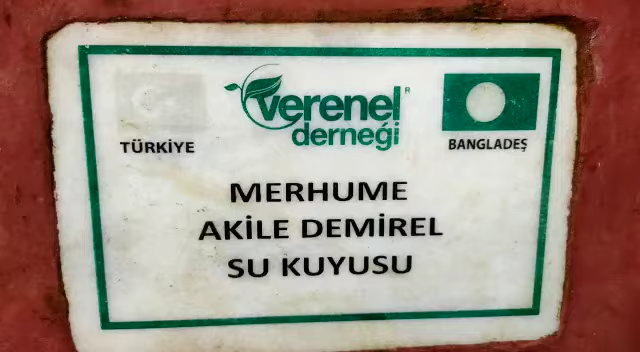 verenel®
derneği
TÜRKİYE
BANGLADEŞ
MERHUME
AKİLE DEMİREL
SU KUYUSU